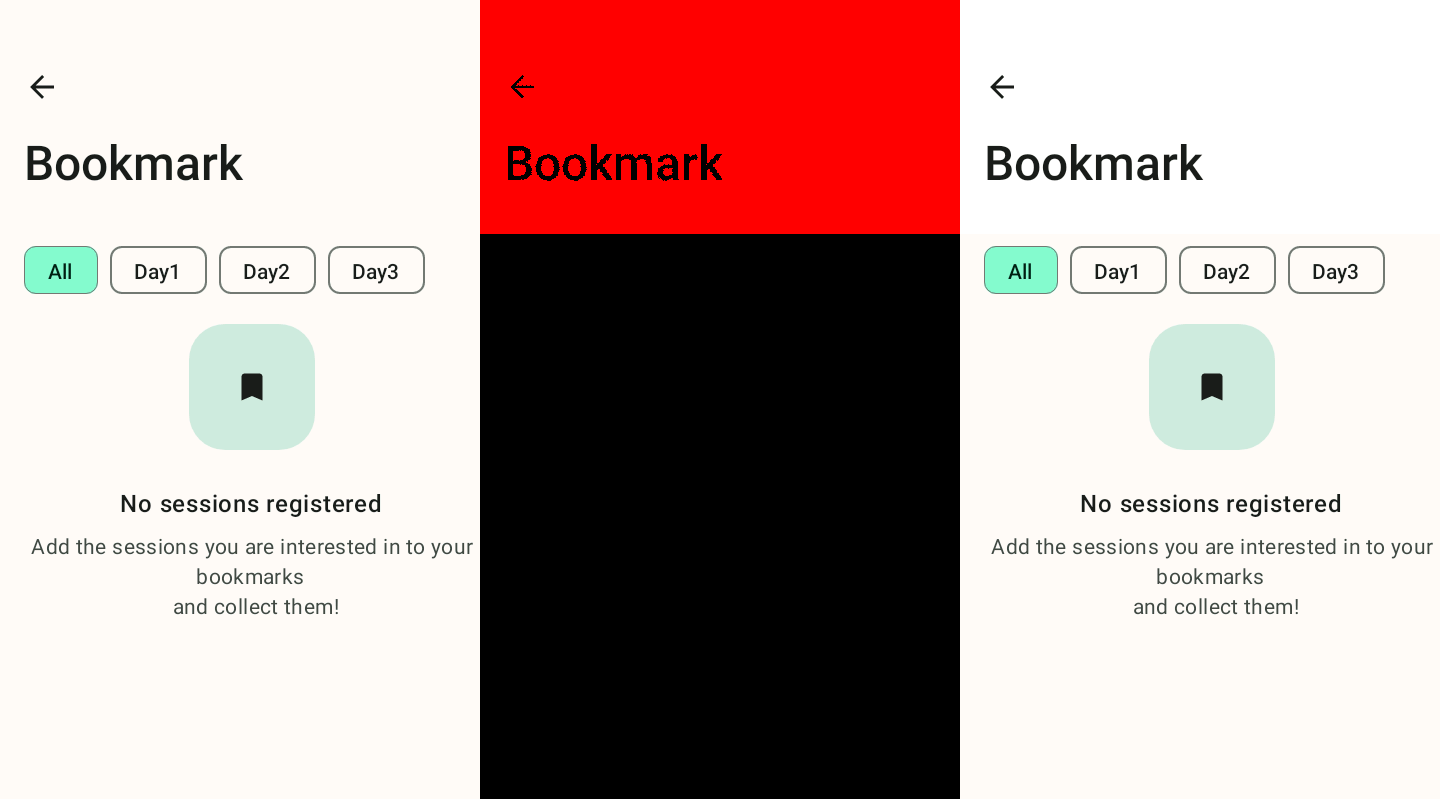 Bookmark
All Day1 Day2 Day3
No sessions registered
Add the sessions you are interested in to your
bookmarks
and collect them!
Bookmark
Bookmark
All Day1 Day2 Day3
No sessions registered
Add the sessions you are interested in to your
bookmarks
and collect them!